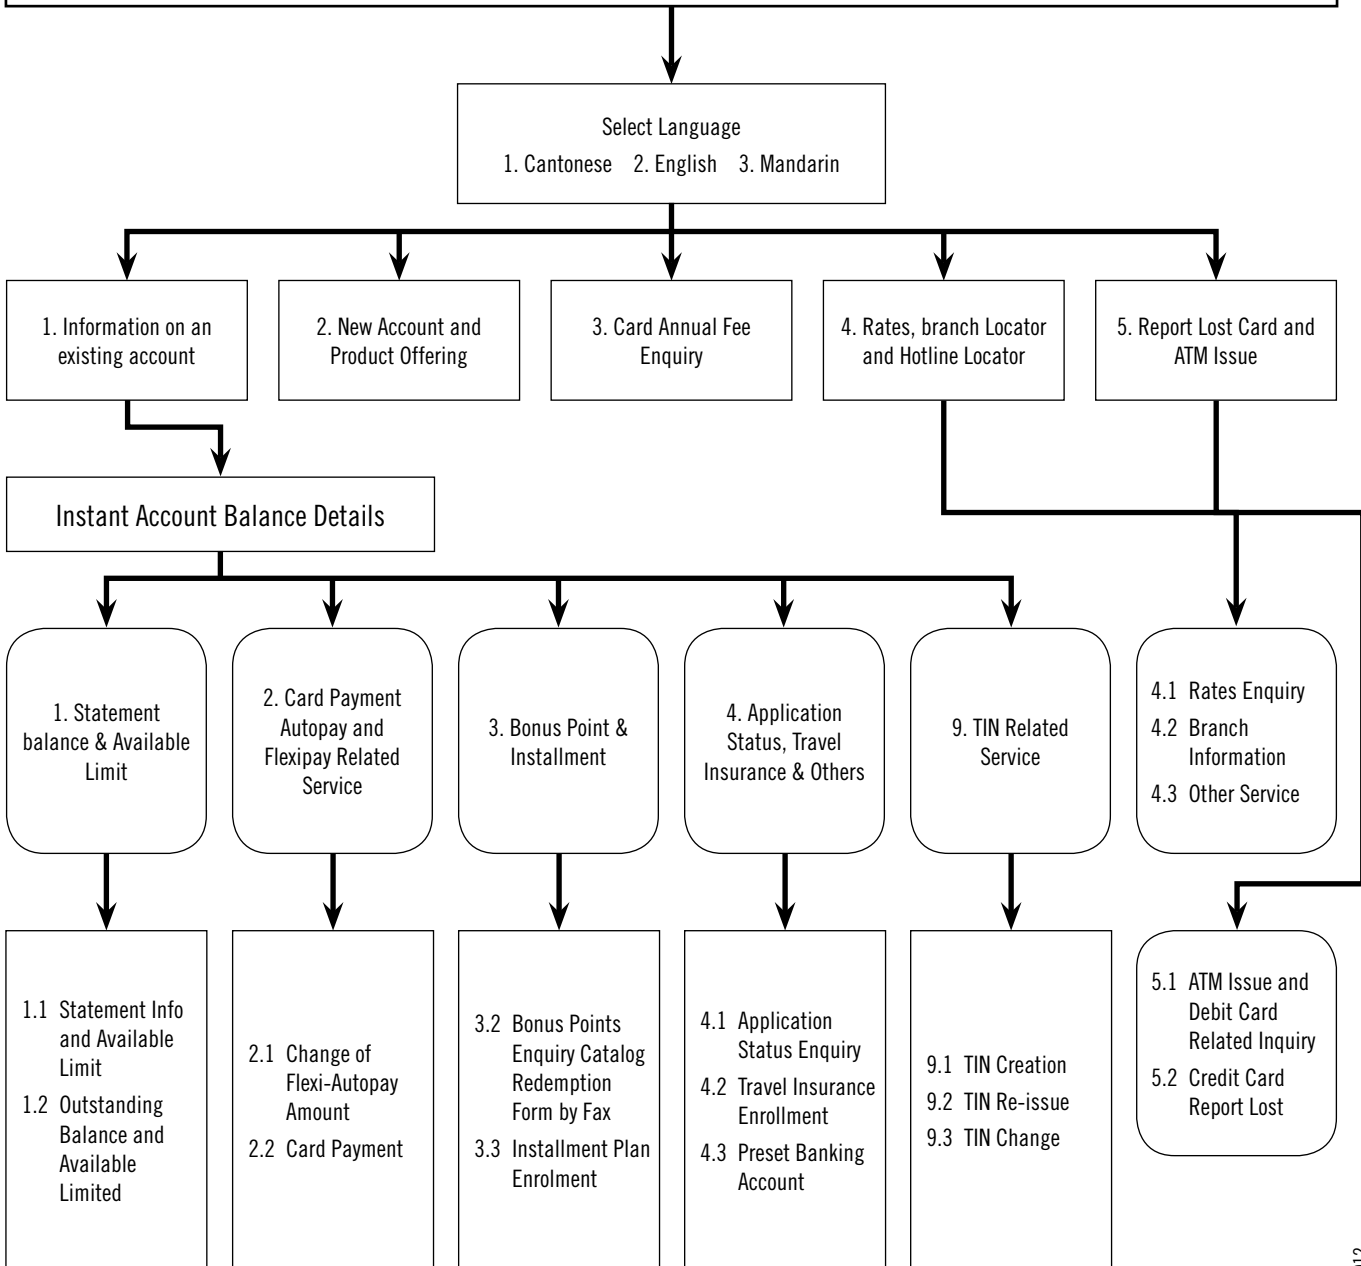 Select Language
1. Cantonese 2. English 3. Mandarin
1. Information on an
existing account
2. New Account and
Product Offering
3. Card Annual Fee
Enquiry
4. Rates, branch Locator
and Hotline Locator
5. Report Lost Card and
ATM Issue
Instant Account Balance Details
1. Statement
balance & Available
Limit
2. Card Payment
Autopay and
Flexipay Related
Service
3. Bonus Point &
Installment
4. Application
Status, Travel
Insurance & Others
9. TIN Related
Service
4.1 Rates Enquiry
4.2 Branch
Information
4.3 Other Service
1.1 Statement Info
and Available
Limit
1.2 Outstanding
Balance and
Available
Limited
2.1 Change of
Flexi-Autopay
Amount
2.2 Card Payment
3.2 Bonus Points
Enquiry Catalog
Redemption
Form by Fax
3.3 Installment Plan
Enrolment
4.1 Application
Status Enquiry
4.2 Travel Insurance
Enrollment
4.3 Preset Banking
Account
9.1 TIN Creation
9.2 TIN Re-issue
9.3 TIN Change
5.1 ATM Issue and
Debit Card
Related Inquiry
5.2 Credit Card
Report Lost